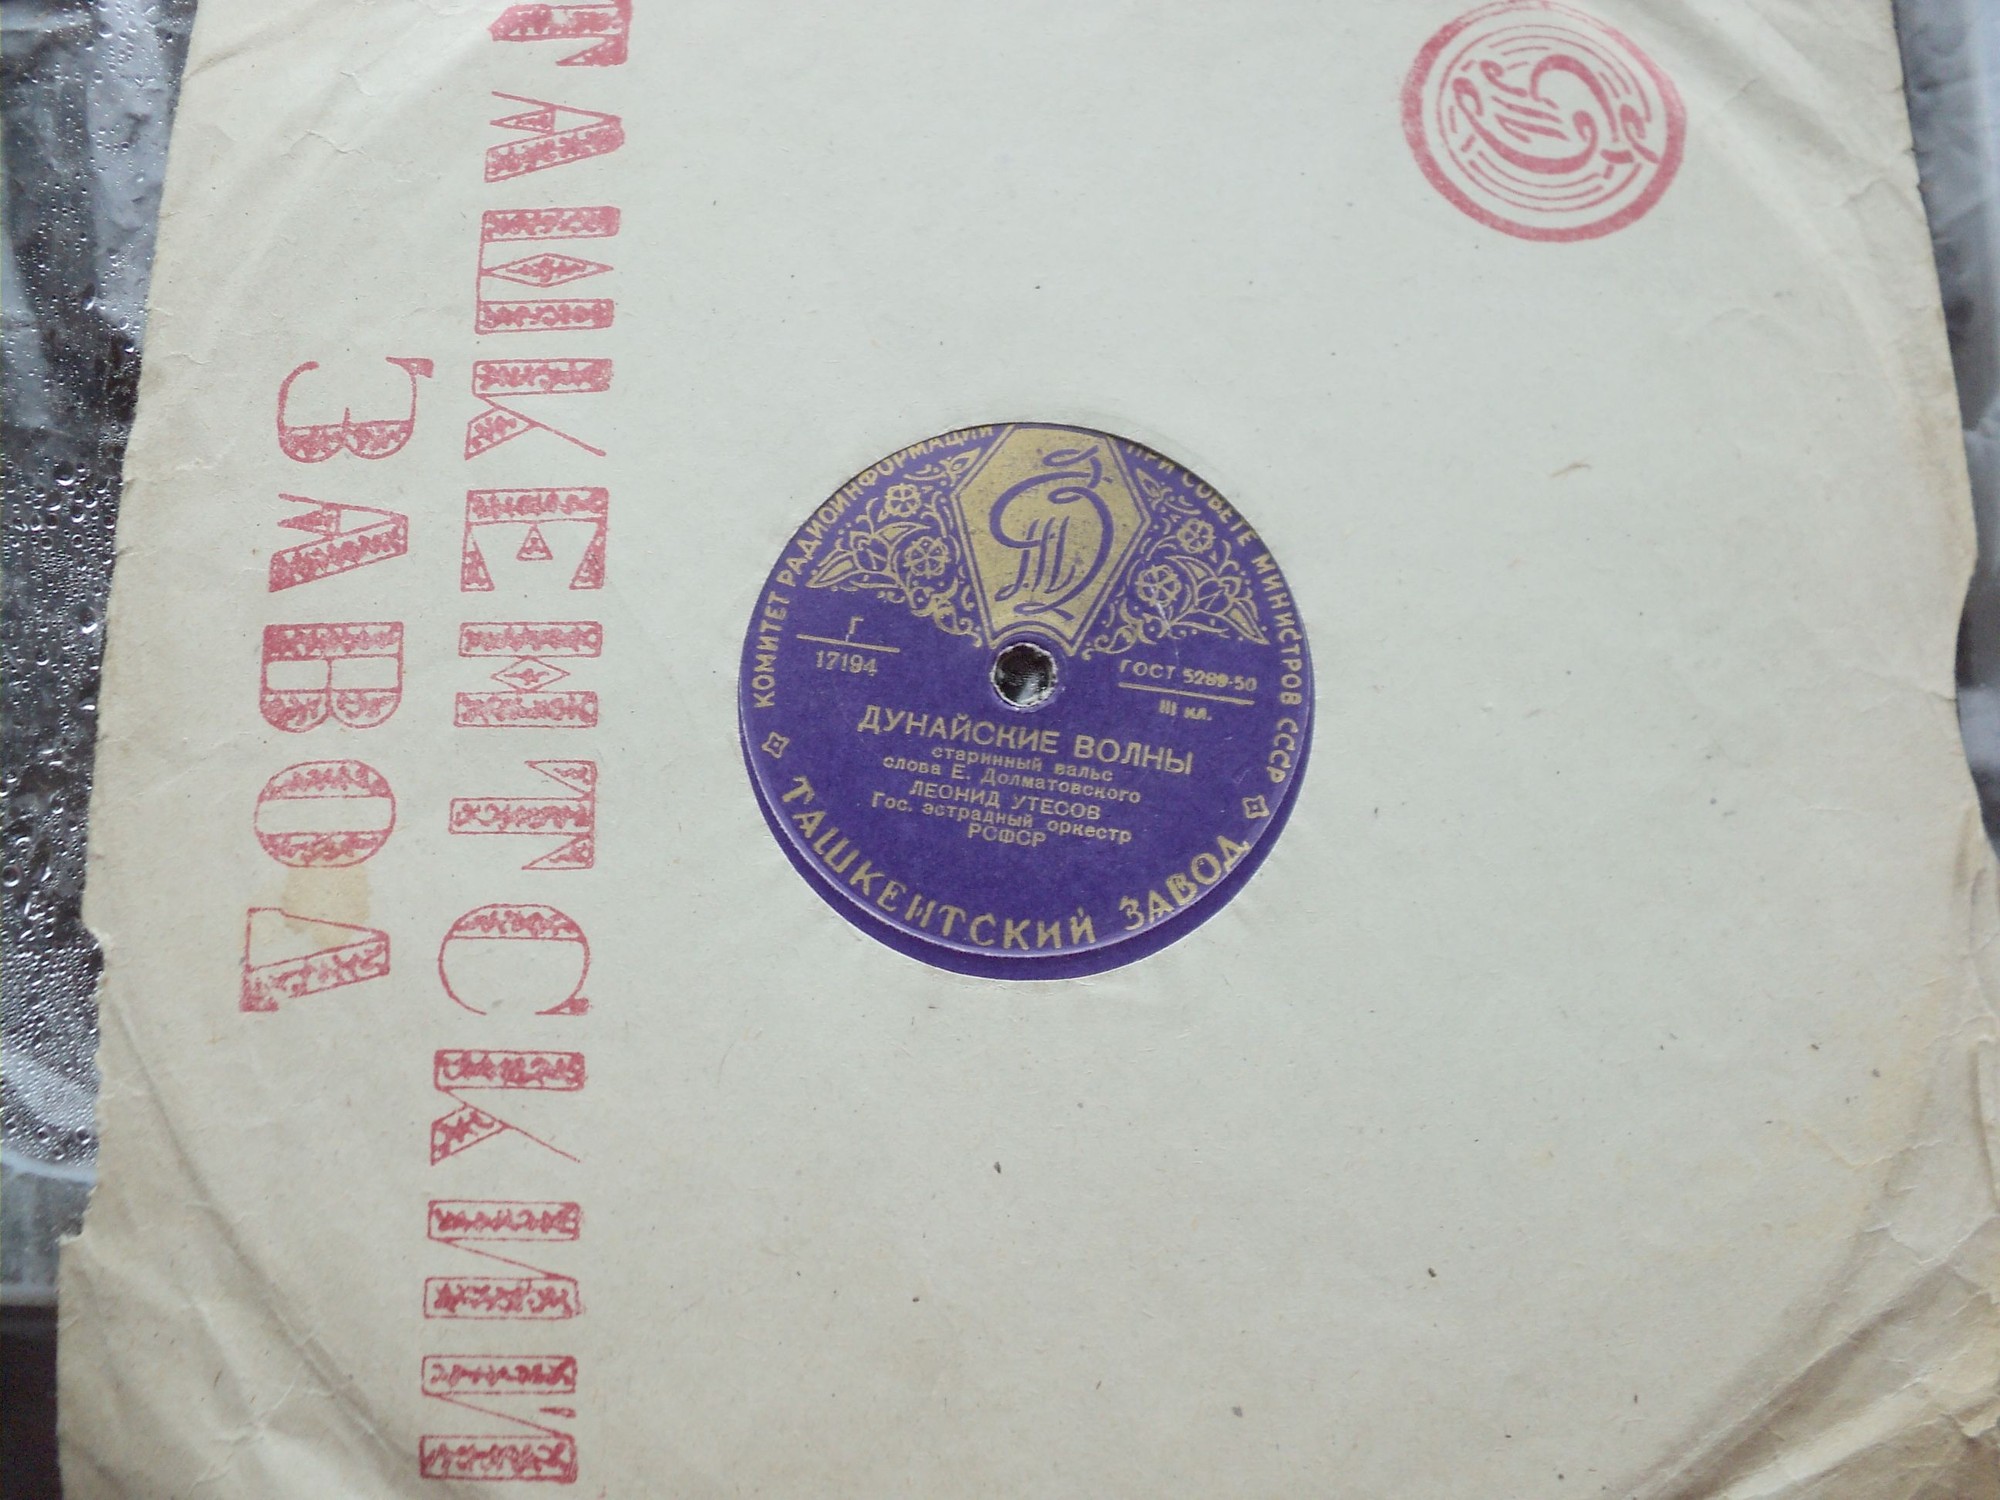 ТАШКЕНТСКИЙ
ЗАВОД
КОМИТЕТ РАДИОИНФОРМАЦИИ ПРИ СОВЕТЕ МИНИСТРОВ СССР
Г
17194
ГОСТ 5289-50
III кл.
ДУНАЙСКИЕ ВОЛНЫ
старинный вальс
слова Е. Долматовского
ЛЕОНИД УТЕСОВ
Гос. эстрадный оркестр
РСФСР
ТАШКЕНТСКИЙ ЗАВОД